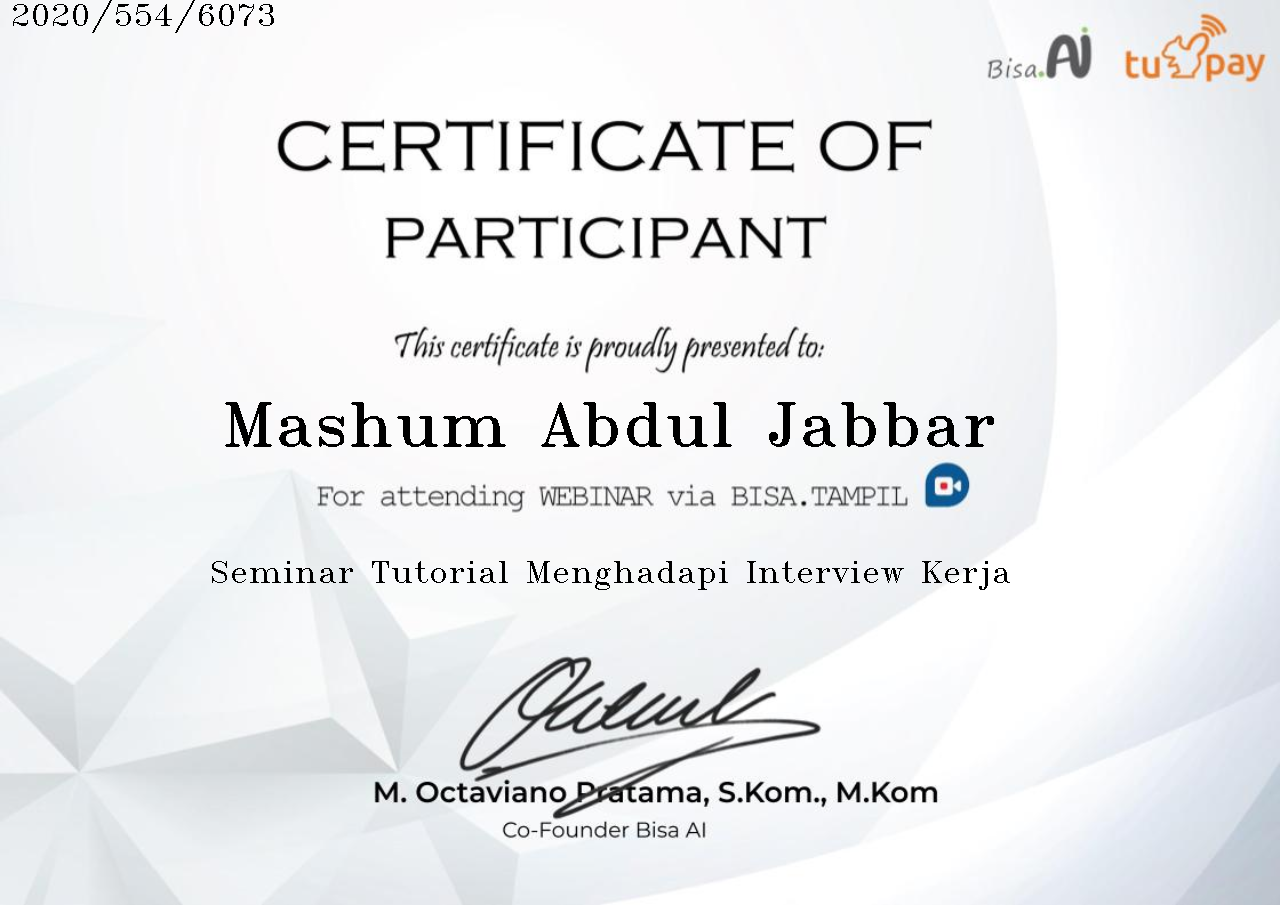 2020/554/6073
Bisa.AI tupay
CERTIFICATE OF
PARTICIPANT
This certificate is proudly presented to:
Mashum Abdul Jabbar
For attending WEBINAR via BISA.TAMPIL
Seminar Tutorial Menghadapi Interview Kerja
M. Octaviano Pratama, S.Kom., M.Kom
Co-Founder Bisa AI